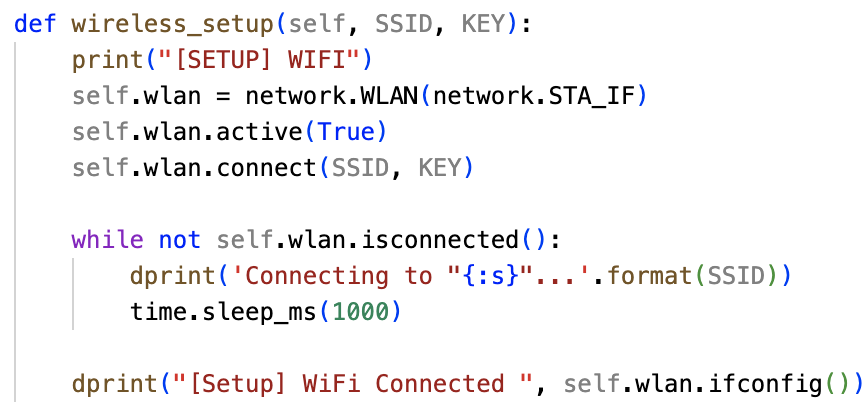 def wireless_setup(self, SSID, KEY):
    print("[SETUP] WIFI")
    self.wlan = network.WLAN(network.STA_IF)
    self.wlan.active(True)
    self.wlan.connect(SSID, KEY)

    while not self.wlan.isconnected():
        dprint('Connecting to "{:s}"...'.format(SSID))
        time.sleep_ms(1000)

    dprint("[Setup] WiFi Connected ", self.wlan.ifconfig())